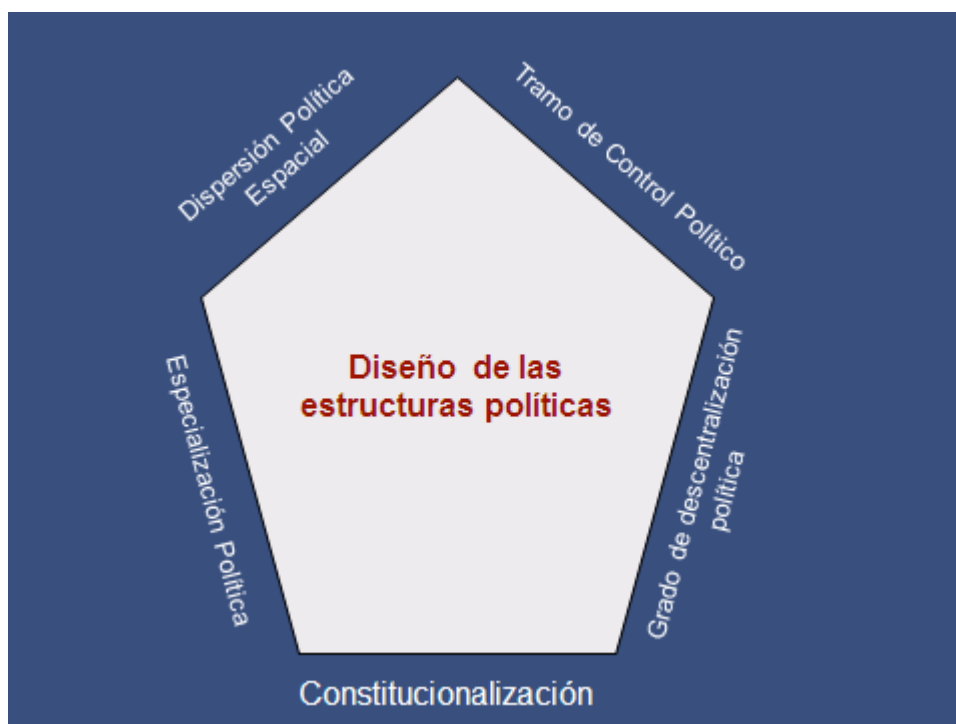 Dispersión Política
Espacial
Tramo de Control Político
Especialización Política
Diseño de las
estructuras políticas
Grado de descentralización
política
Constitucionalización